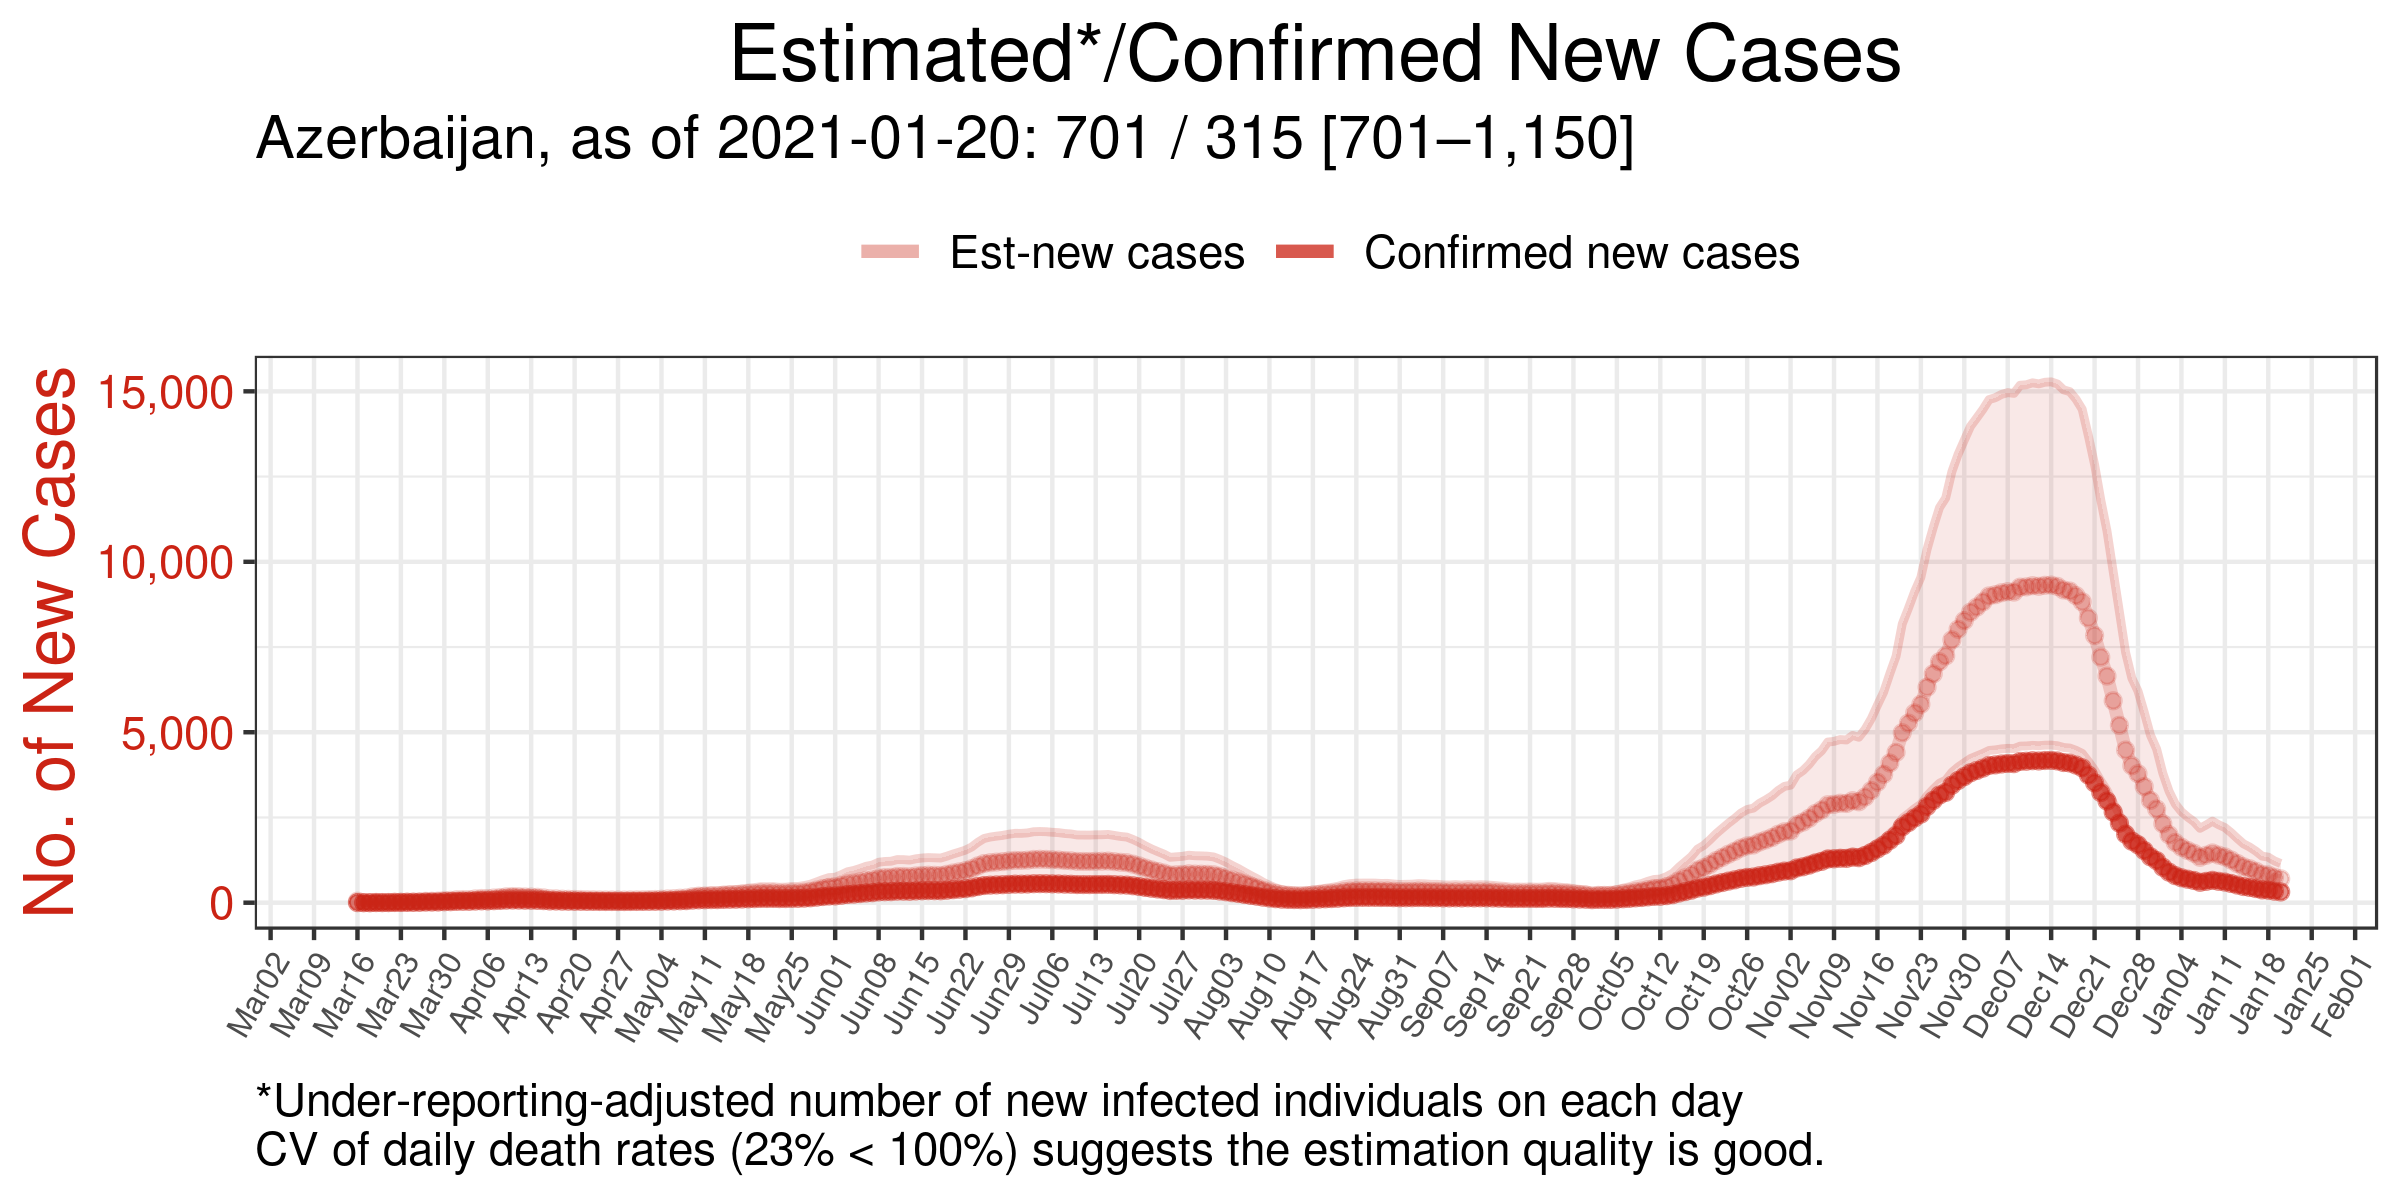 Estimated*/Confirmed New Cases
Azerbaijan, as of 2021-01-20: 701 / 315 [701–1,150]
Est-new cases
Confirmed new cases
No. of New Cases
15,000
10,000
5,000
0
Mar02
Mar09
Mar16
Mar23
Mar30
Apr06
Apr13
Apr20
Apr27
May04
May11
May18
May25
Jun01
Jun08
Jun15
Jun22
Jun29
Jul06
Jul13
Jul20
Jul27
Aug03
Aug10
Aug17
Aug24
Aug31
Sep07
Sep14
Sep21
Sep28
Oct05
Oct12
Oct19
Oct26
Nov02
Nov09
Nov16
Nov23
Nov30
Dec07
Dec14
Dec21
Dec28
Jan04
Jan11
Jan18
Jan25
Feb01
*Under-reporting-adjusted number of new infected individuals on each day
CV of daily death rates (23% < 100%) suggests the estimation quality is good.